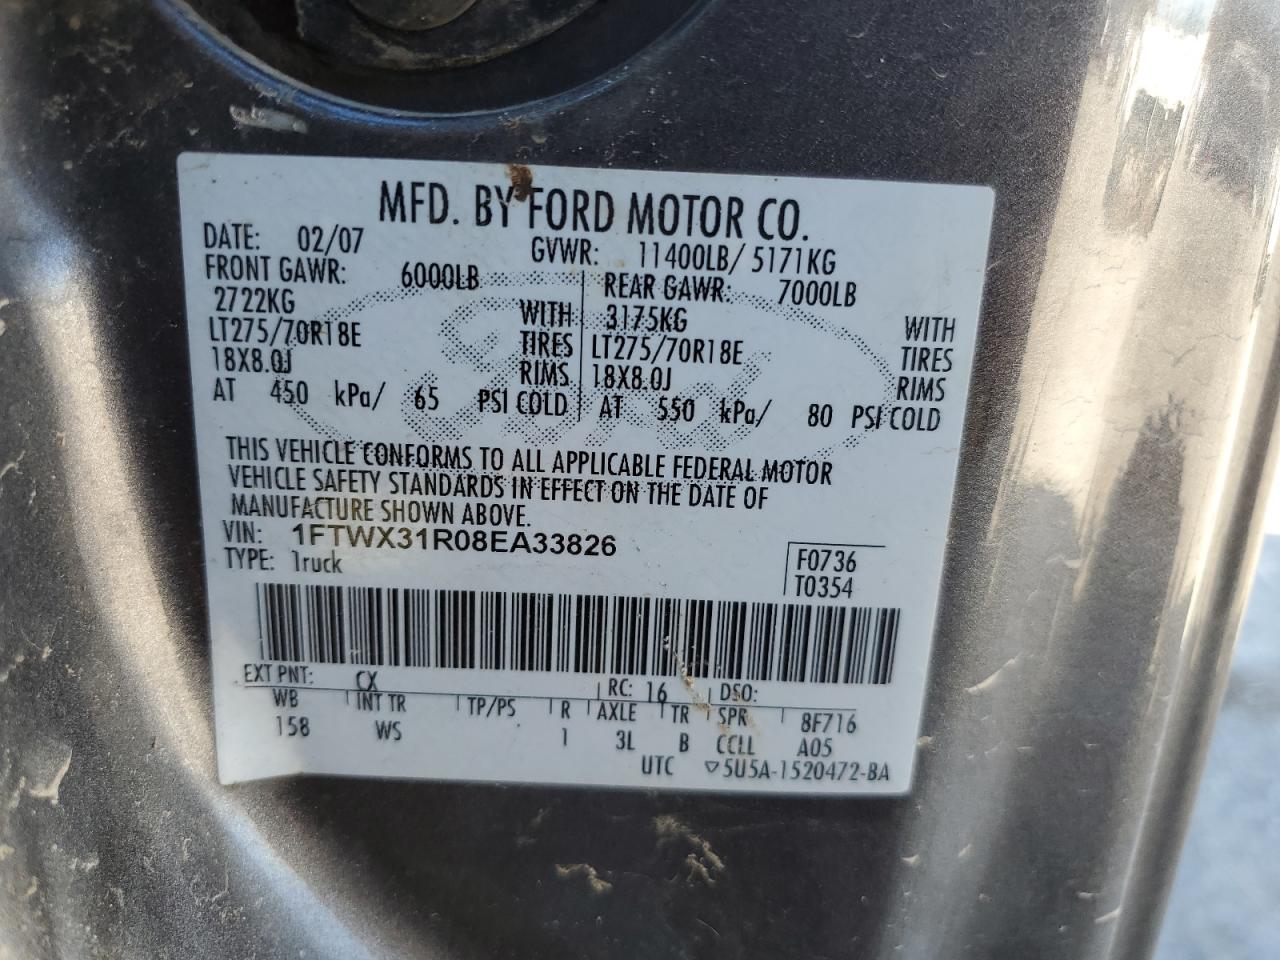 MFD. BY FORD MOTOR CO.
DATE: 02/07 GVWR: 11400LB/ 5171KG
FRONT GAWR: 6000LB REAR GAWR: 7000LB
2722KG WITH 3175KG WITH
LT275/70R18E TIRES LT275/70R18E TIRES
18X8.0J RIMS 18X8.0J RIMS
AT 450 kPa/ 65 PSI COLD AT 550 kPa/ 80 PSI COLD
THIS VEHICLE CONFORMS TO ALL APPLICABLE FEDERAL MOTOR
VEHICLE SAFETY STANDARDS IN EFFECT ON THE DATE OF
MANUFACTURE SHOWN ABOVE.
VIN: 1FTWX31R08EA33826
TYPE: Truck
F0736
T0354
EXT PNT: CX RC: 16 DSO:
WB INT TR TP/PS R AXLE TR SPR 8F716
158 WS 1 3L B CCLL A05
UTC ▽5U5A-1520472-BA